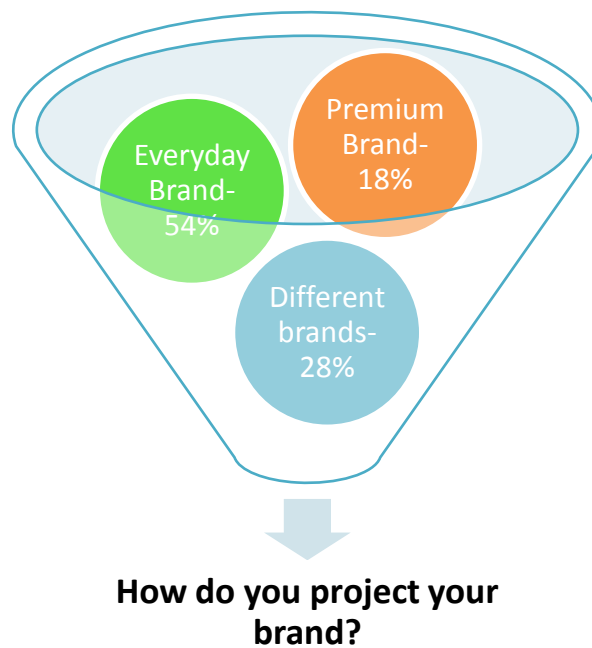 Everyday
Brand-
54%
Premium
Brand-
18%
Different
brands-
28%
How do you project your
brand?